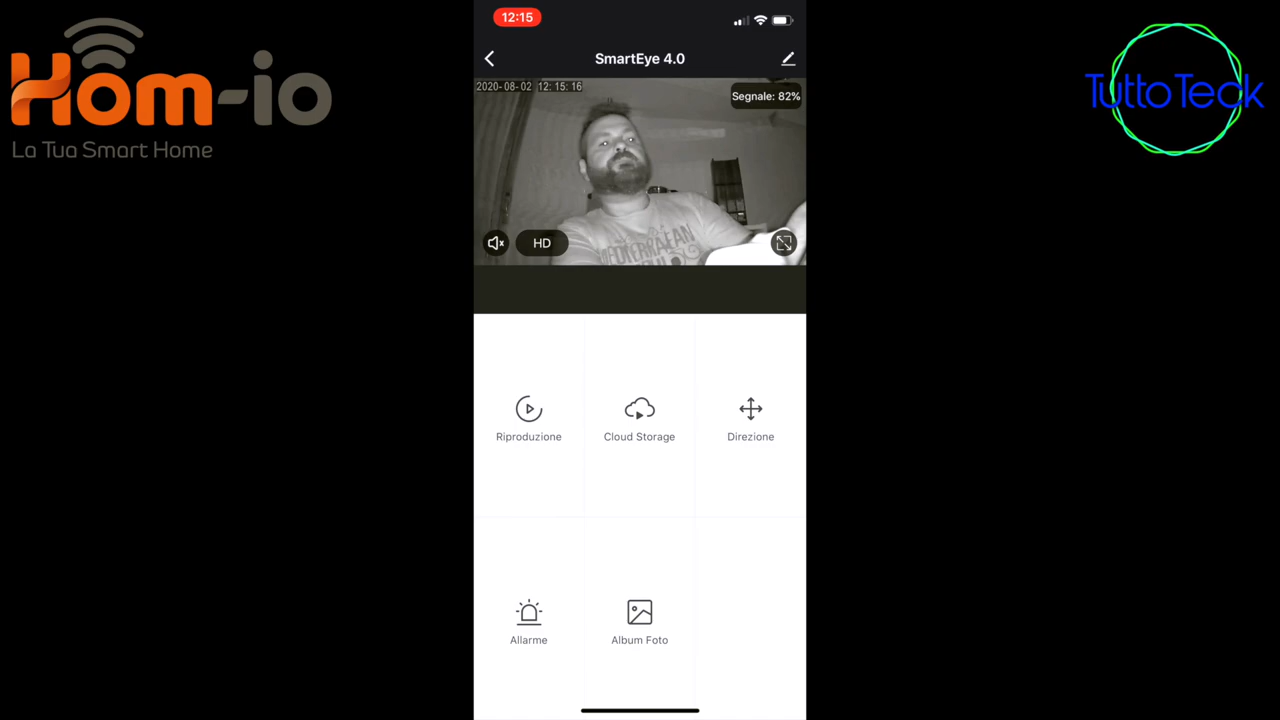 Hom-io
La Tua Smart Home
12:15
SmartEye 4.0
2020-08-02 12:15:16
Segnale: 82%
MEDITERRAEAN
HD
Riproduzione
Cloud Storage
Direzione
Allarme
Album Foto
TuttoTeck